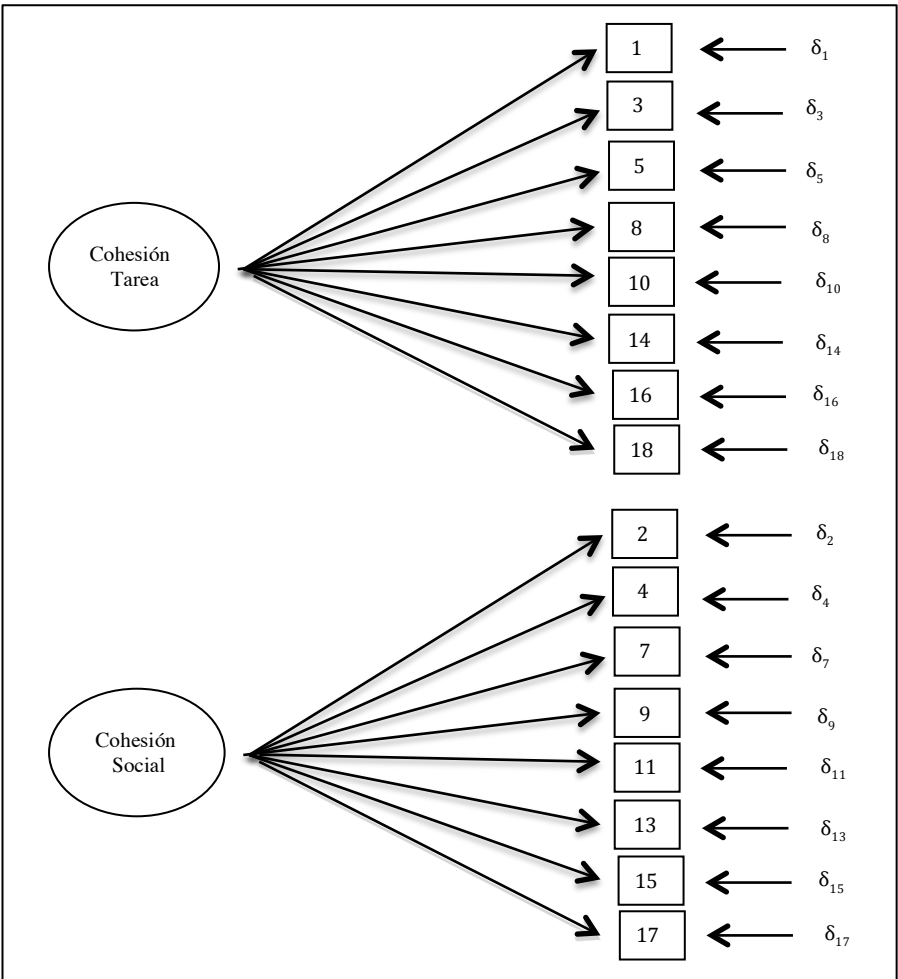 1 δ₁
3 δ₃
5 δ₅
8 δ₈
Cohesión
Tarea
10 δ₁₀
14 δ₁₄
16 δ₁₆
18 δ₁₈
2 δ₂
4 δ₄
7 δ₇
9 δ₉
Cohesión
Social
11 δ₁₁
13 δ₁₃
15 δ₁₅
17 δ₁₇